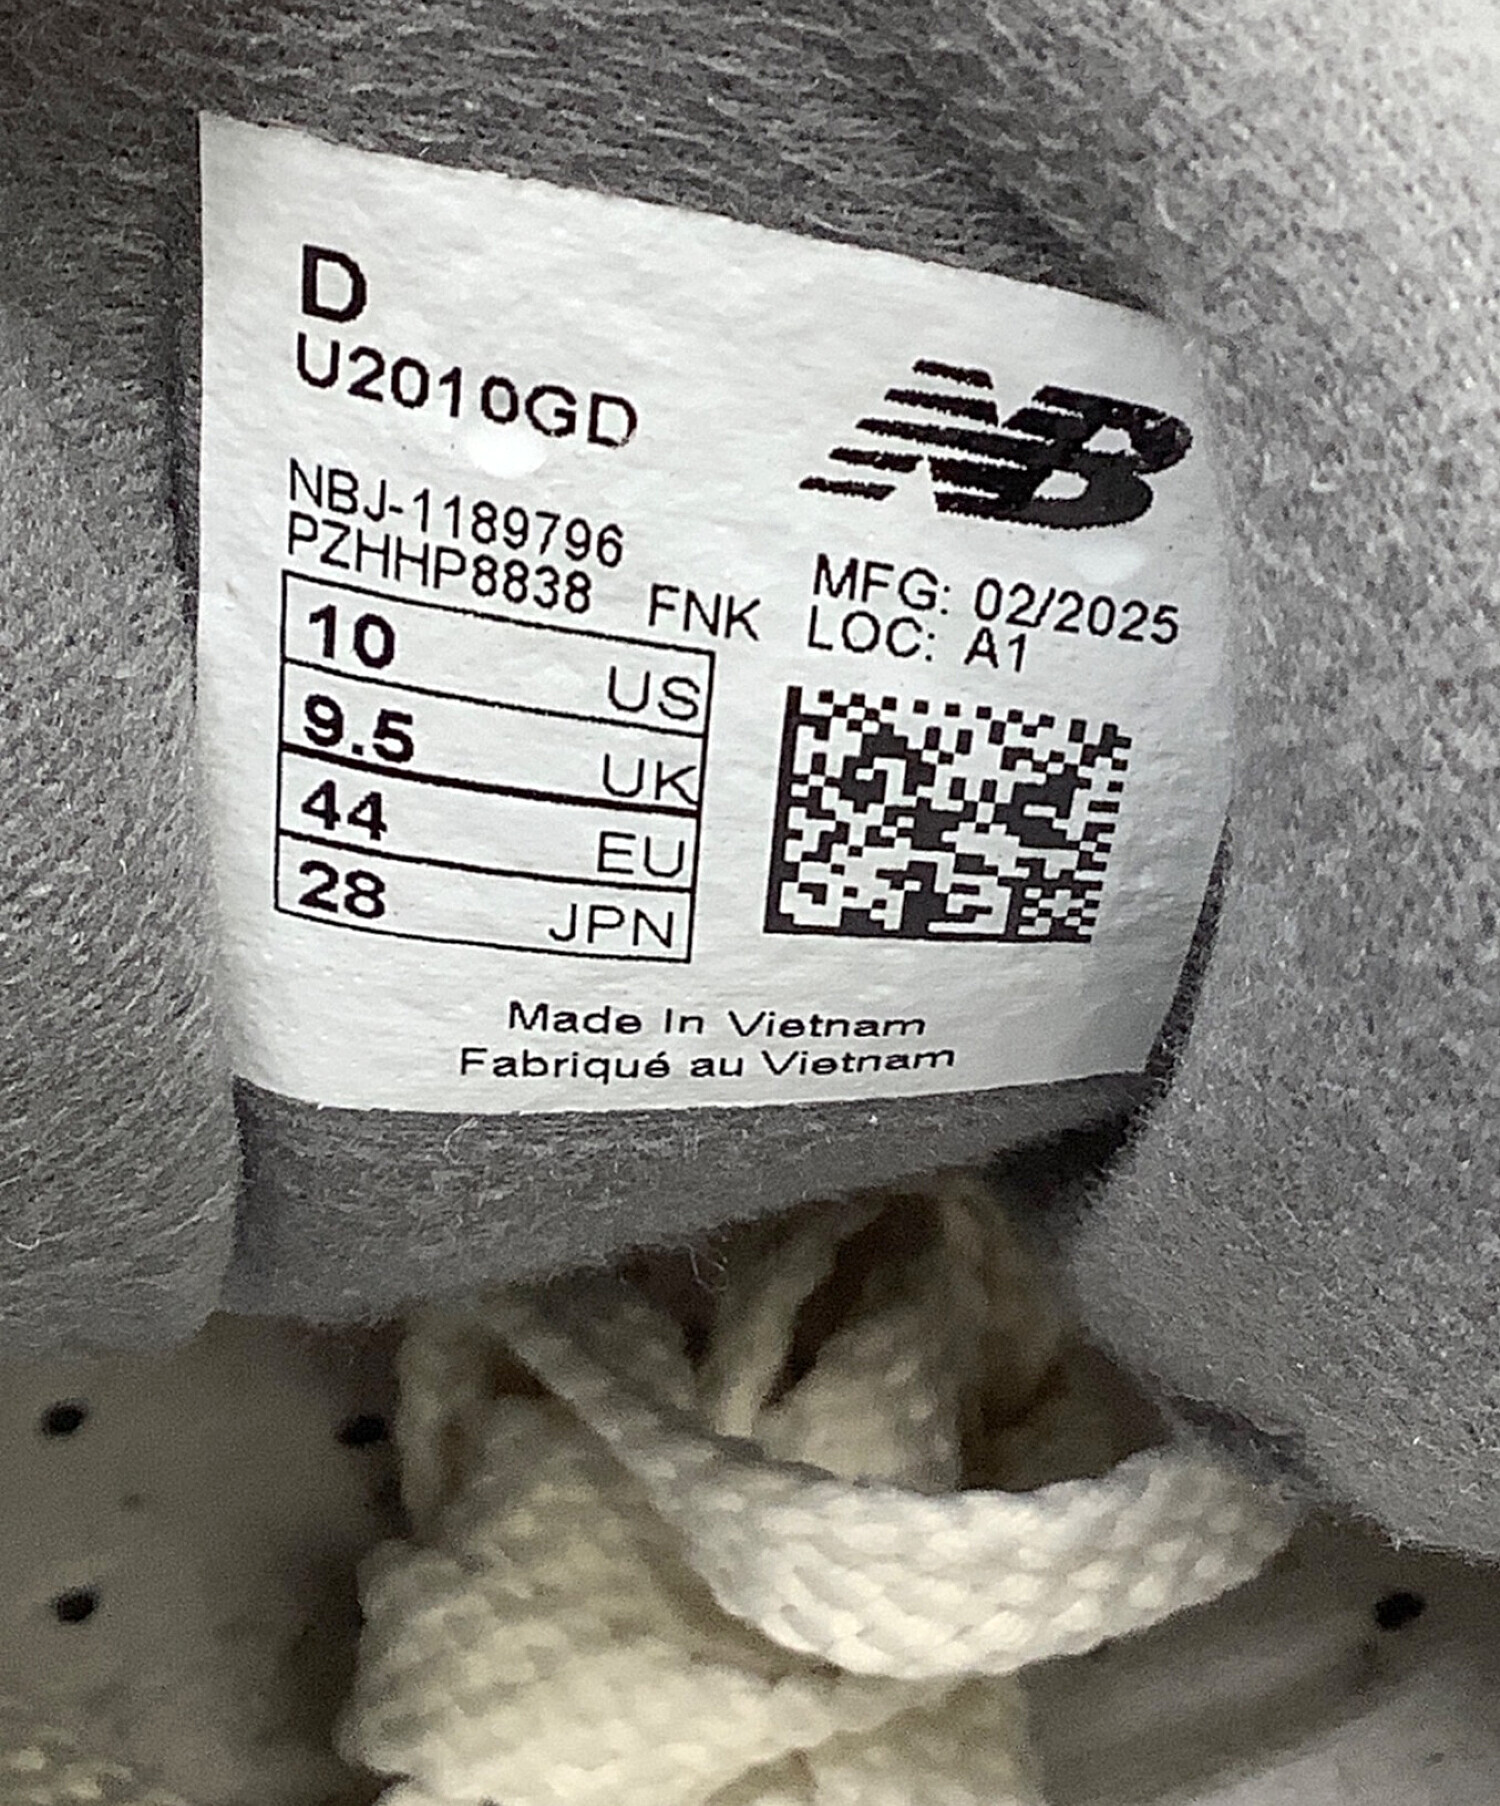 D
U2010GD
NB
NBJ-1189796
PZHHP8838 FNK
MFG: 02/2025
LOC: A1
10 US
9.5 UK
44 EU
28 JPN
Made In Vietnam
Fabriqué au Vietnam